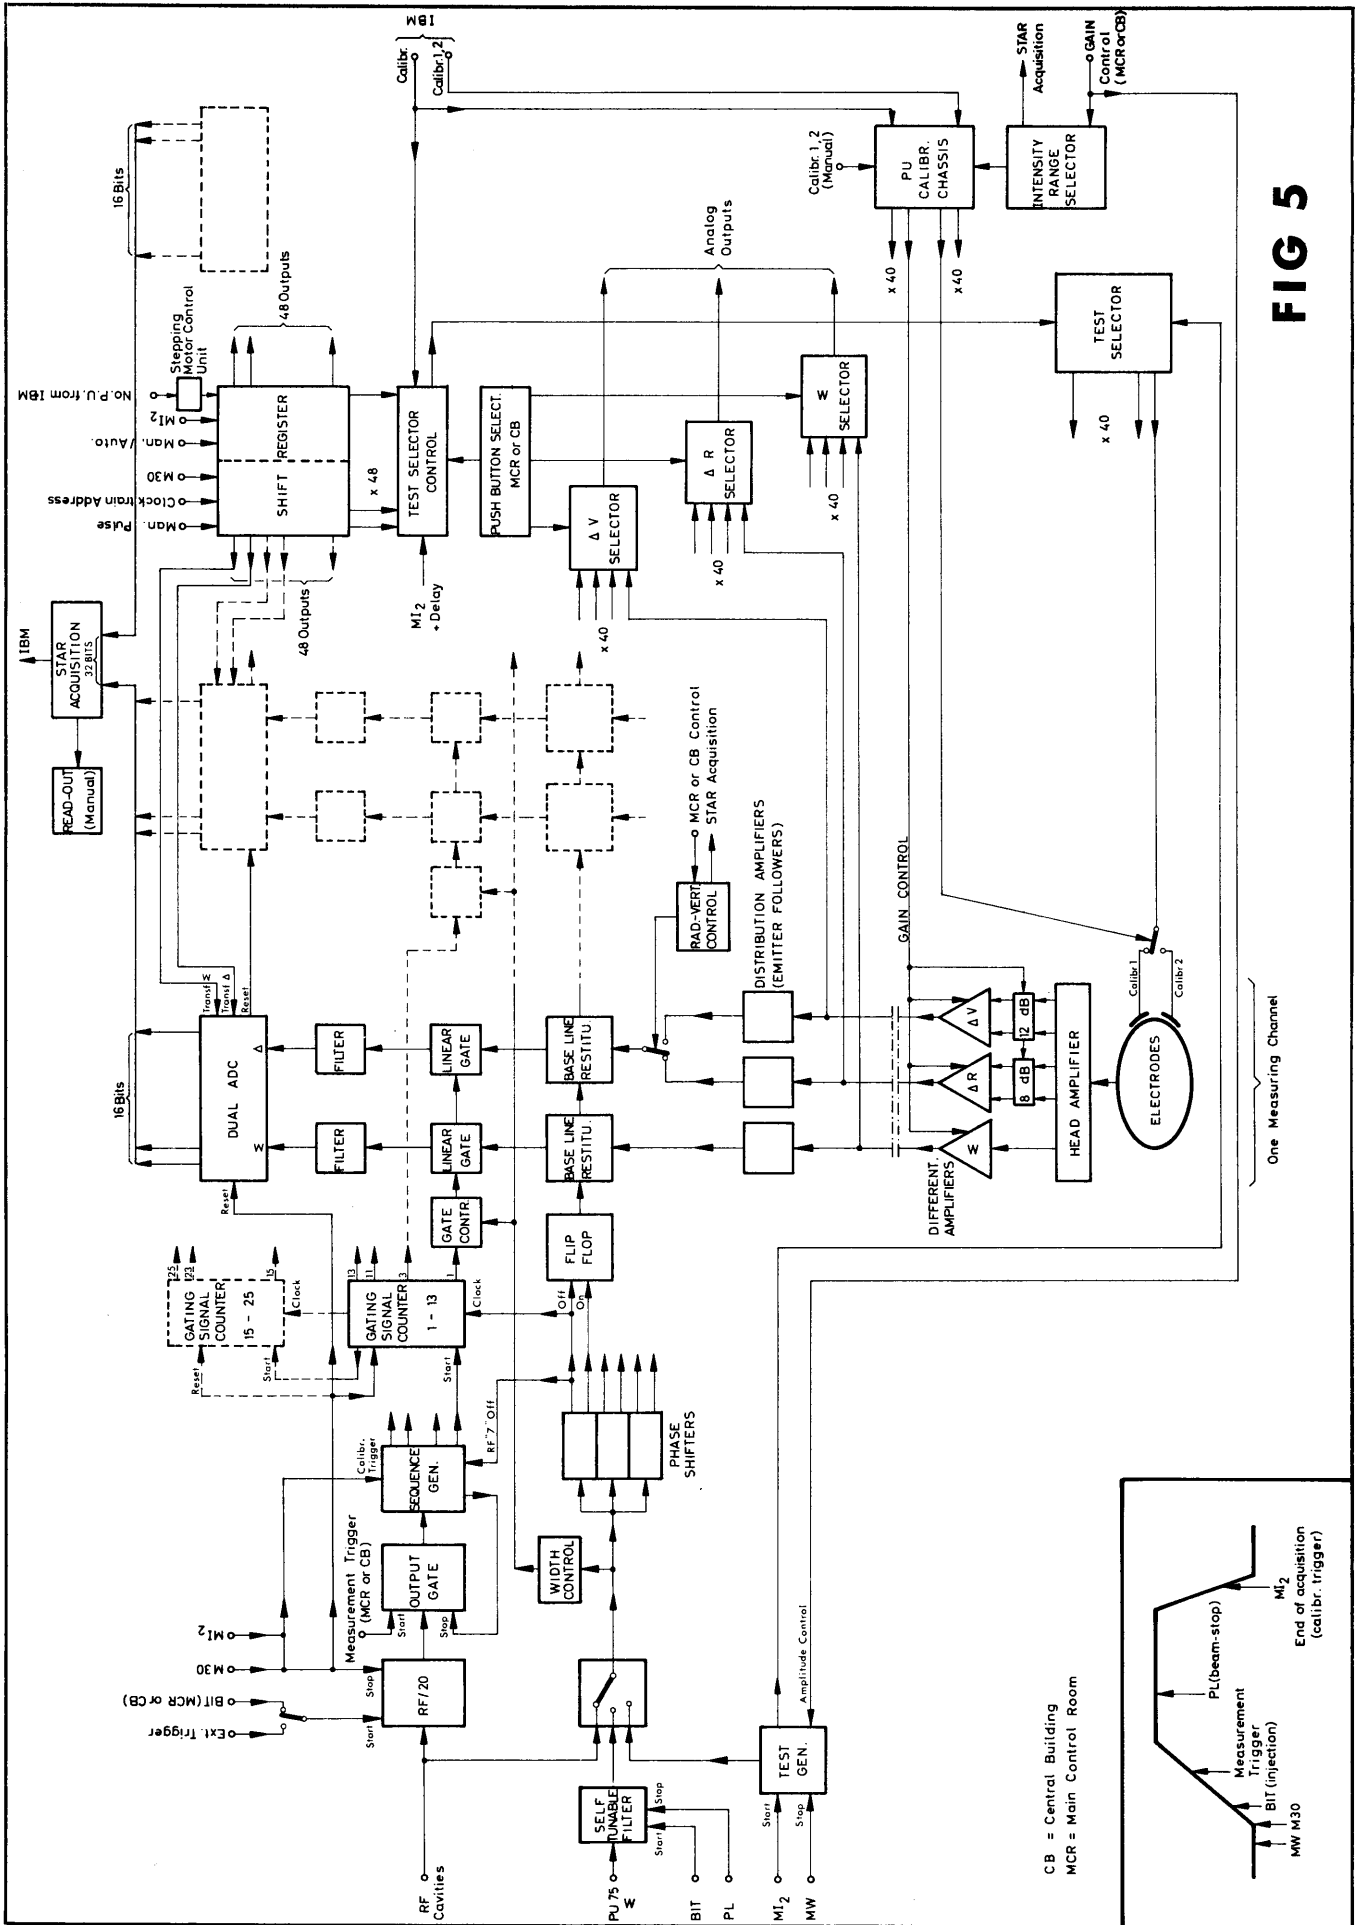 IBM
Calibr.
Calibr.1,2
STAR
Acquisition
GAIN
Control
(MCRorCB)
16Bits
Calibr. 1, 2
(Manual)
PU
CALIBR.
CHASSIS
INTENSITY
RANGE
SELECTOR
FIG 5
No.P.U.from IBM
MI2
Man./Auto.
M30
Clock train Address
Man. Pulse
Stepping
Motor Control
Unit
48 Outputs
SHIFT REGISTER
x 48
TEST SELECTOR
CONTROL
MI2
+ Delay
PUSH BUTTON SELECT.
MCR or CB
Analog
Outputs
Δ V
SELECTOR
x 40
Δ R
SELECTOR
x 40
W
SELECTOR
x 40
x 40
x 40
TEST
SELECTOR
x 40
48 Outputs
IBM
STAR
ACQUISITION
32 BITS
READ-OUT
(Manual)
MCR or CB Control
STAR Acquisition
RAD.-VERT
CONTROL
DISTRIBUTION AMPLIFIERS
(EMITTER FOLLOWERS)
GAIN CONTROL
Transf W
Transf Δ
Reset
16Bits
DUAL ADC
Δ
W
Reset
FILTER
FILTER
LINEAR
GATE
LINEAR
GATE
GATE
CONTR.
BASE LINE
RESTITU.
BASE LINE
RESTITU.
FLIP
FLOP
Δ V
Δ R
W
12 dB
8 dB
DIFFERENT.
AMPLIFIERS
HEAD AMPLIFIER
ELECTRODES
Calibr 1
Calibr 2
One Measuring Channel
25
23
15
GATING
SIGNAL
COUNTER
15 - 25
Clock
Reset
Start
13
11
3
1
GATING
SIGNAL
COUNTER
1 - 13
Clock
Start
Off
On
RF "7" Off
PHASE
SHIFTERS
Calibr.
Trigger
SEQUENCE
GEN.
Measurement Trigger
(MCR or CB)
OUTPUT
GATE
Start
Stop
WIDTH
CONTROL
MI2
M30
BIT (MCR or CB)
Ext. Trigger
RF/20
Stop
Start
Amplitude Control
TEST
GEN.
Start
Stop
SELF
TUNABLE
FILTER
Start
Stop
RF
Cavities
PU 75
W
BIT
PL
MI2
MW
CB = Central Building
MCR = Main Control Room
MW M30
BIT (injection)
Measurement
Trigger
PL(beam-stop)
MI2
End of acquisition
(calibr. trigger)